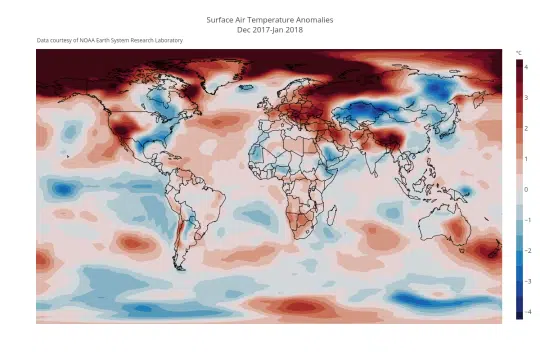 Surface Air Temperature Anomalies
Dec 2017-Jan 2018
Data courtesy of NOAA Earth System Research Laboratory
°C
4
3
2
1
0
−1
−2
−3
−4